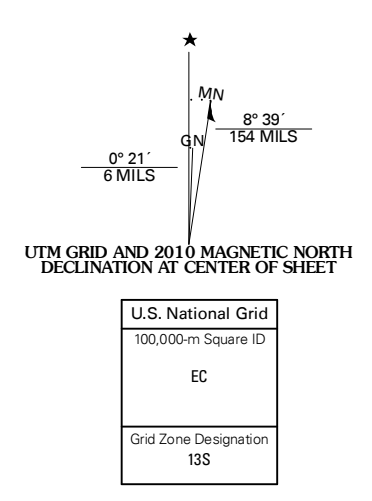 ★
MN
8° 39´
154 MILS
GN
0° 21´
6 MILS
UTM GRID AND 2010 MAGNETIC NORTH
DECLINATION AT CENTER OF SHEET
U.S. National Grid
100,000-m Square ID
EC
Grid Zone Designation
13S